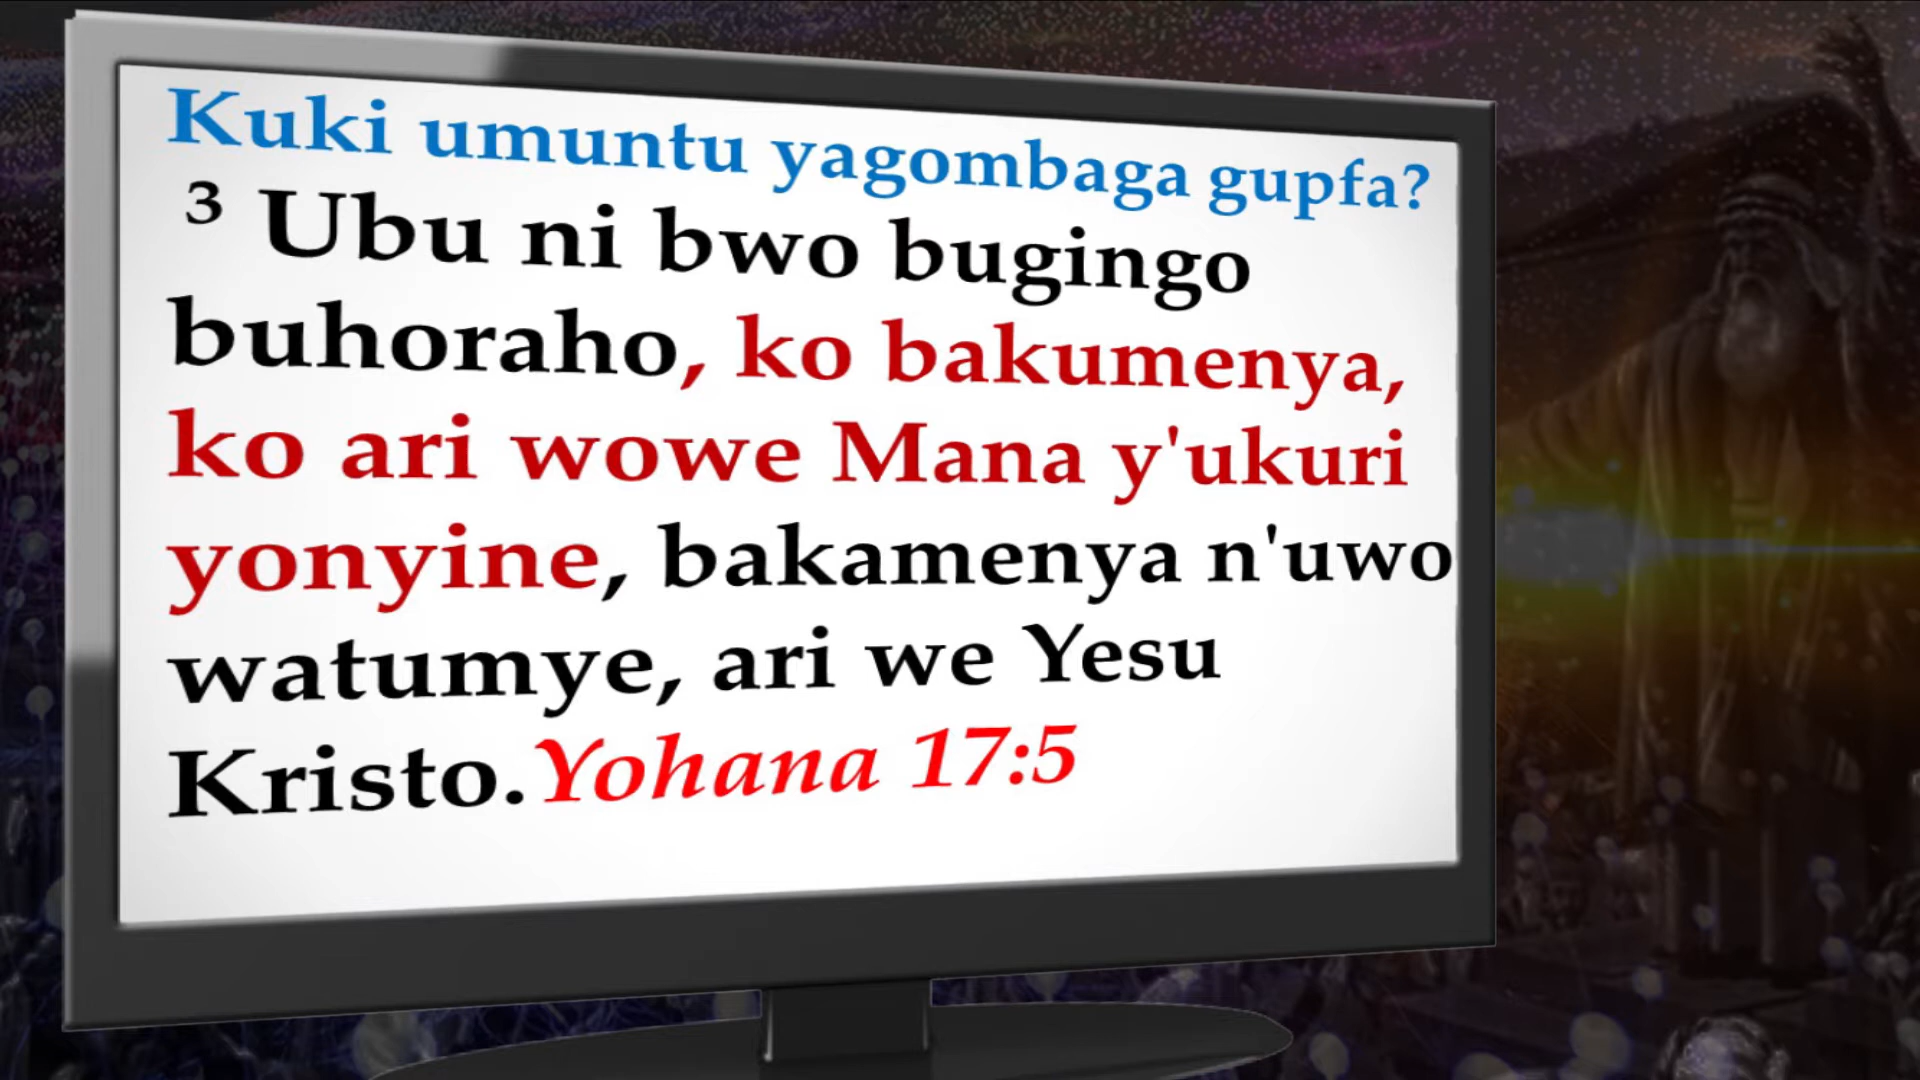 Kuki umuntu yagombaga gupfa?
³ Ubu ni bwo bugingo
buhoraho, ko bakumenya,
ko ari wowe Mana y'ukuri
yonyine, bakamenya n'uwo
watumye, ari we Yesu
Kristo. Yohana 17:5